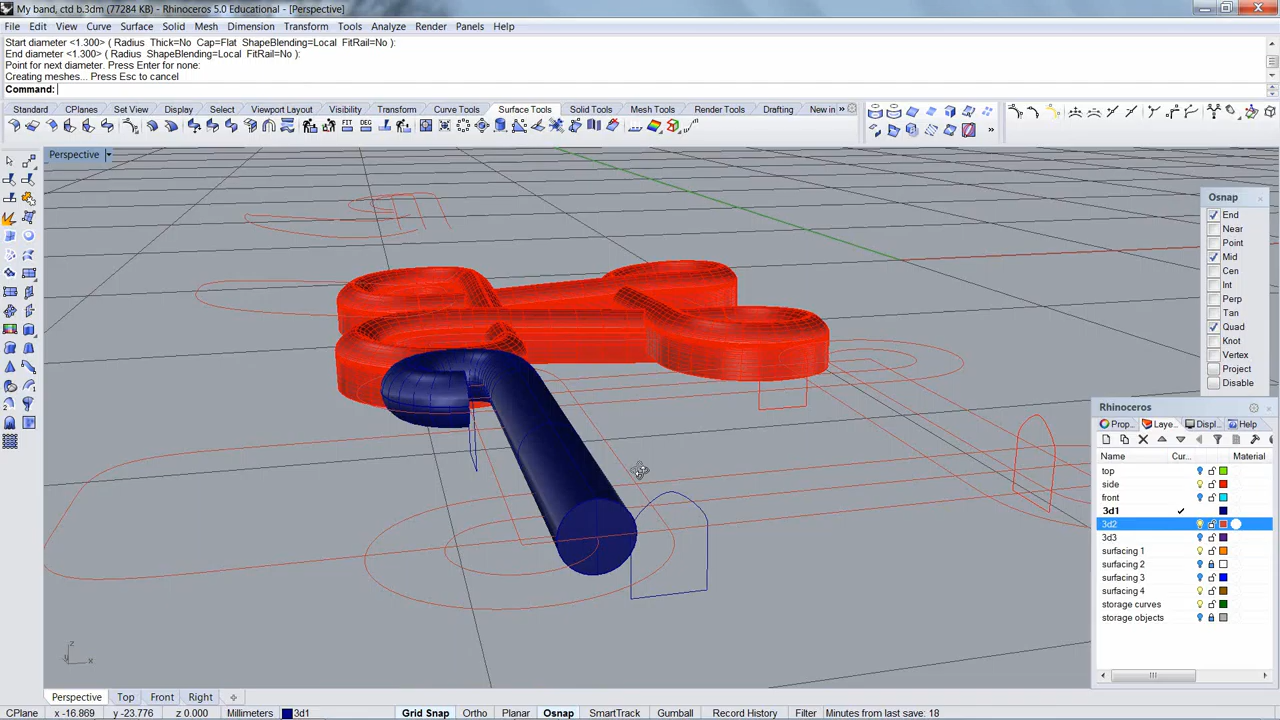 My band, ctd b.3dm (77284 KB) - Rhinoceros 5.0 Educational - [Perspective]
File Edit View Curve Surface Solid Mesh Dimension Transform Tools Analyze Render Panels Help
Start diameter <1.300> ( Radius Thick=No Cap=Flat ShapeBlending=Local FitRail=No ):
End diameter <1.300> ( Radius ShapeBlending=Local FitRail=No ):
Point for next diameter. Press Enter for none:
Creating meshes... Press Esc to cancel
Command:
Standard CPlanes Set View Display Select Viewport Layout Visibility Transform Curve Tools Surface Tools Solid Tools Mesh Tools Render Tools Drafting New in
FIT DEG
Perspective
Osnap
End
Near
Point
Mid
Cen
Int
Perp
Tan
Quad
Knot
Vertex
Project
Disable
Rhinoceros
Prop... Laye... Displ... Help
Name Cur... Material
top
side
front
3d1
3d2
3d3
surfacing 1
surfacing 2
surfacing 3
surfacing 4
storage curves
storage objects
z
y x
Perspective Top Front Right
CPlane x -16.869 y -23.776 z 0.000 Millimeters 3d1 Grid Snap Ortho Planar Osnap SmartTrack Gumball Record History Filter Minutes from last save: 18